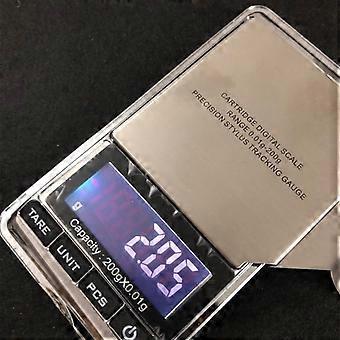 CARTRIDGE DIGITAL SCALE
RANGE 0.01g-200g
PRECISION STYLUS TRACKING GAUGE
g
2.05
Capacity : 200gX0.01g
TARE
UNIT
PCS